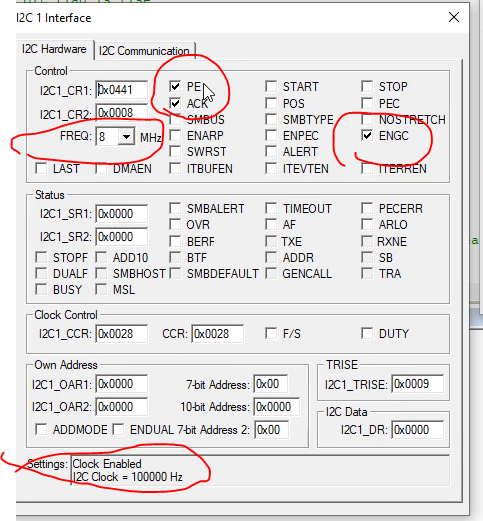 I2C 1 Interface
I2C Hardware I2C Communication
Control
I2C1_CR1: 0x0441 PE START STOP
ACK POS PEC
I2C1_CR2: 0x0008 SMBUS SMBTYPE NOSTRETCH
FREQ: 8 MHz ENARP ENPEC ENGC
SWRST ALERT
LAST DMAEN ITBUFEN ITEVTEN ITERREN
Status
I2C1_SR1: 0x0000 SMBALERT TIMEOUT PECERR
OVR AF ARLO
I2C1_SR2: 0x0000 BERF TXE RXNE
STOPF ADD10 BTF ADDR SB
DUALF SMBHOST SMBDEFAULT GENCALL TRA
BUSY MSL
Clock Control
I2C1_CCR: 0x0028 CCR: 0x0028 F/S DUTY
Own Address
I2C1_OAR1: 0x0000 7-bit Address: 0x00
I2C1_OAR2: 0x0000 10-bit Address: 0x0000
ADDMODE ENDUAL 7-bit Address 2: 0x00
TRISE
I2C1_TRISE: 0x0009
I2C Data
I2C1_DR: 0x0000
Settings: Clock Enabled
I2C Clock = 100000 Hz